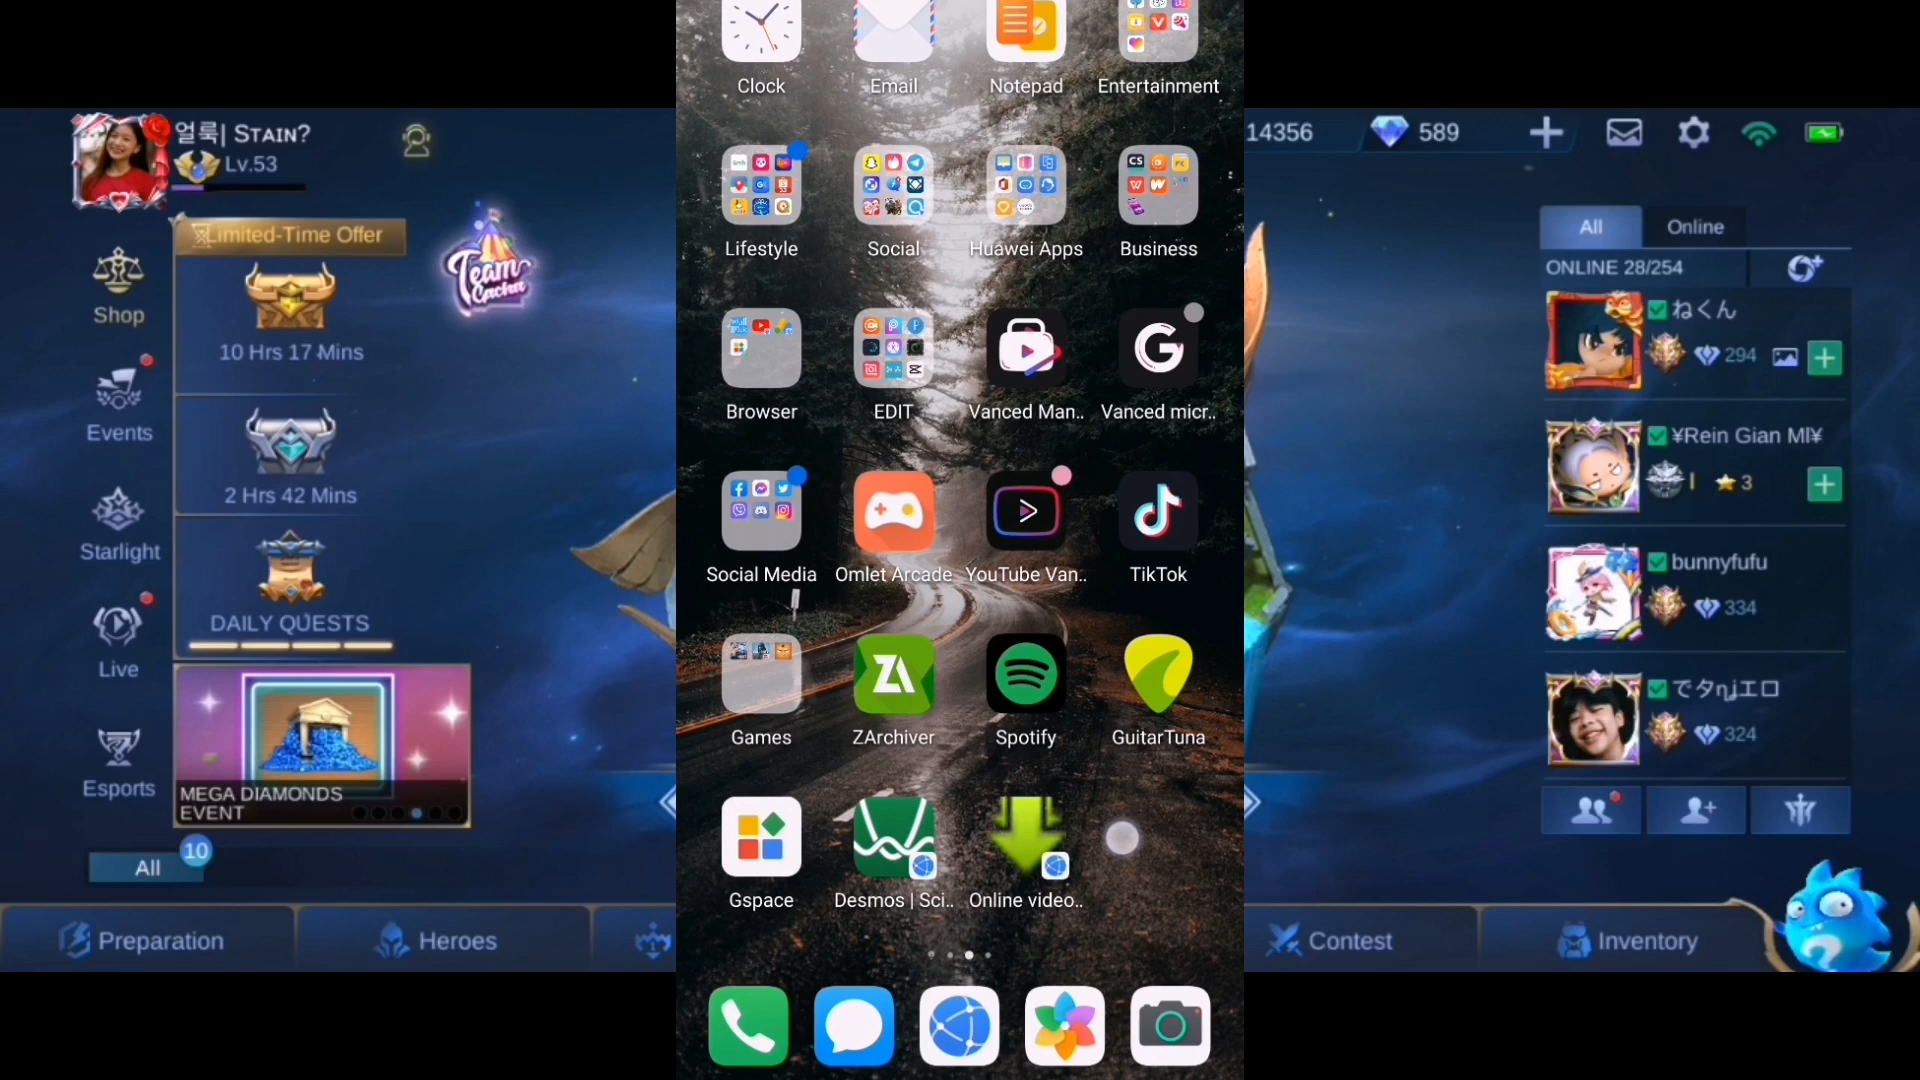 얼룩| STAIN?
Lv.53
Limited-Time Offer
10 Hrs 17 Mins
2 Hrs 42 Mins
DAILY QUESTS
MEGA DIAMONDS
EVENT
Team
Shop
Events
Starlight
Live
Esports
All
10
Preparation
Heroes
Clock
Email
Notepad
Entertainment
Lifestyle
Social
Huawei Apps
Business
Browser
EDIT
Vanced Man..
Vanced micr..
Social Media
Omlet Arcade
YouTube Van..
TikTok
Games
ZArchiver
Spotify
GuitarTuna
Gspace
Desmos | Sci..
Online video..
14356
589
All
Online
ONLINE 28/254
ねくん
294
¥Rein Gian Ml¥
I
3
bunnyfufu
334
324
Contest
Inventory